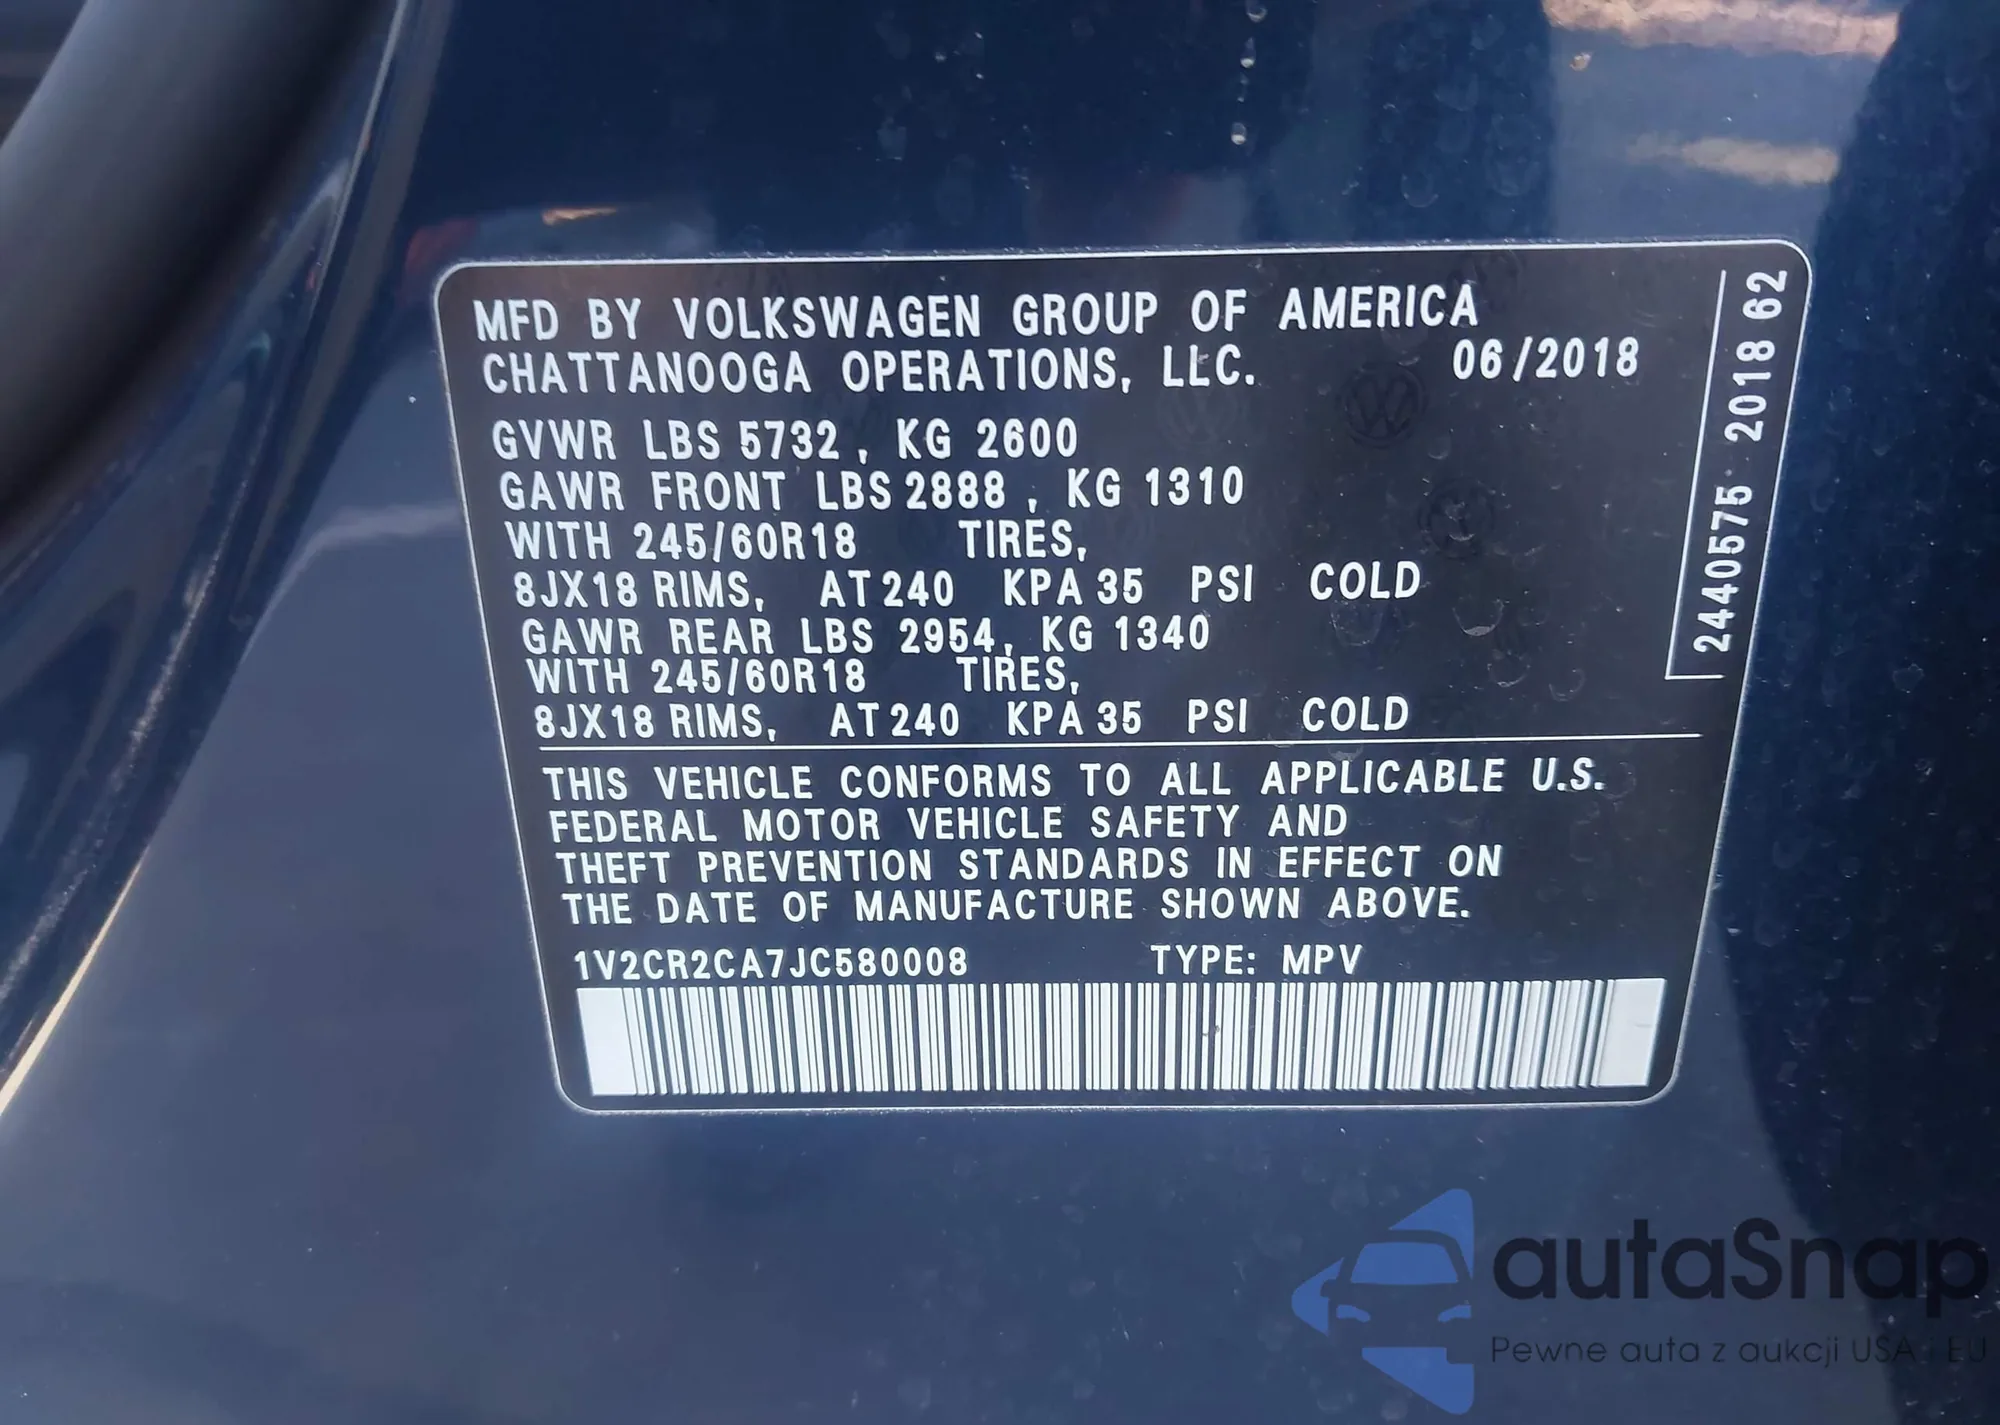 MFD BY VOLKSWAGEN GROUP OF AMERICA
CHATTANOOGA OPERATIONS, LLC.
06/2018
GVWR LBS 5732, KG 2600
GAWR FRONT LBS 2888, KG 1310
WITH 245/60R18 TIRES,
8JX18 RIMS, AT 240 KPA 35 PSI COLD
GAWR REAR LBS 2954, KG 1340
WITH 245/60R18 TIRES,
8JX18 RIMS, AT 240 KPA 35 PSI COLD
THIS VEHICLE CONFORMS TO ALL APPLICABLE U.S.
FEDERAL MOTOR VEHICLE SAFETY AND
THEFT PREVENTION STANDARDS IN EFFECT ON
THE DATE OF MANUFACTURE SHOWN ABOVE.
1V2CR2CA7JC580008 TYPE: MPV
2440575 2018 62
autaSnap
Pewne auta z aukcji USA i EU